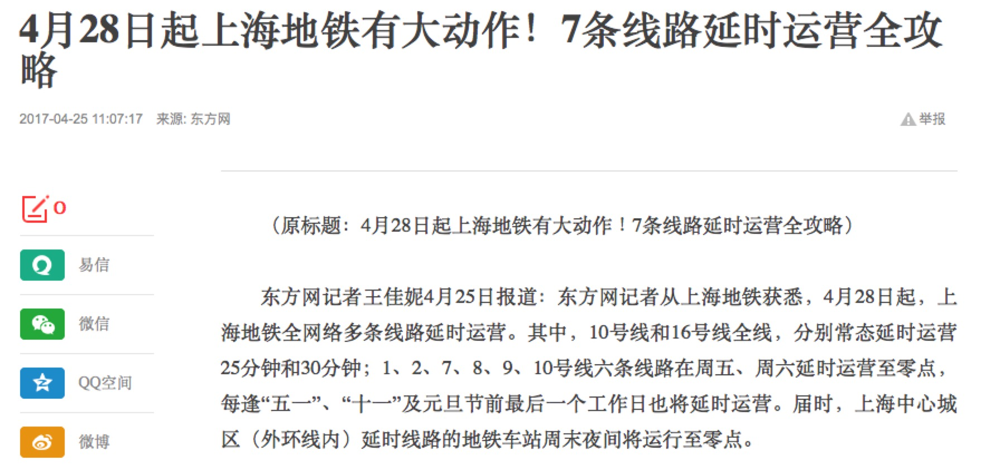 4月28日起上海地铁有大动作！7条线路延时运营全攻
略
2017-04-25 11:07:17 来源: 东方网
举报
0
易信
微信
QQ空间
微博
（原标题：4月28日起上海地铁有大动作！7条线路延时运营全攻略）
东方网记者王佳妮4月25日报道：东方网记者从上海地铁获悉，4月28日起，上
海地铁全网络多条线路延时运营。其中，10号线和16号线全线，分别常态延时运营
25分钟和30分钟；1、2、7、8、9、10号线六条线路在周五、周六延时运营至零点，
每逢“五一”、“十一”及元旦节前最后一个工作日也将延时运营。届时，上海中心城
区（外环线内）延时线路的地铁车站周末夜间将运行至零点。